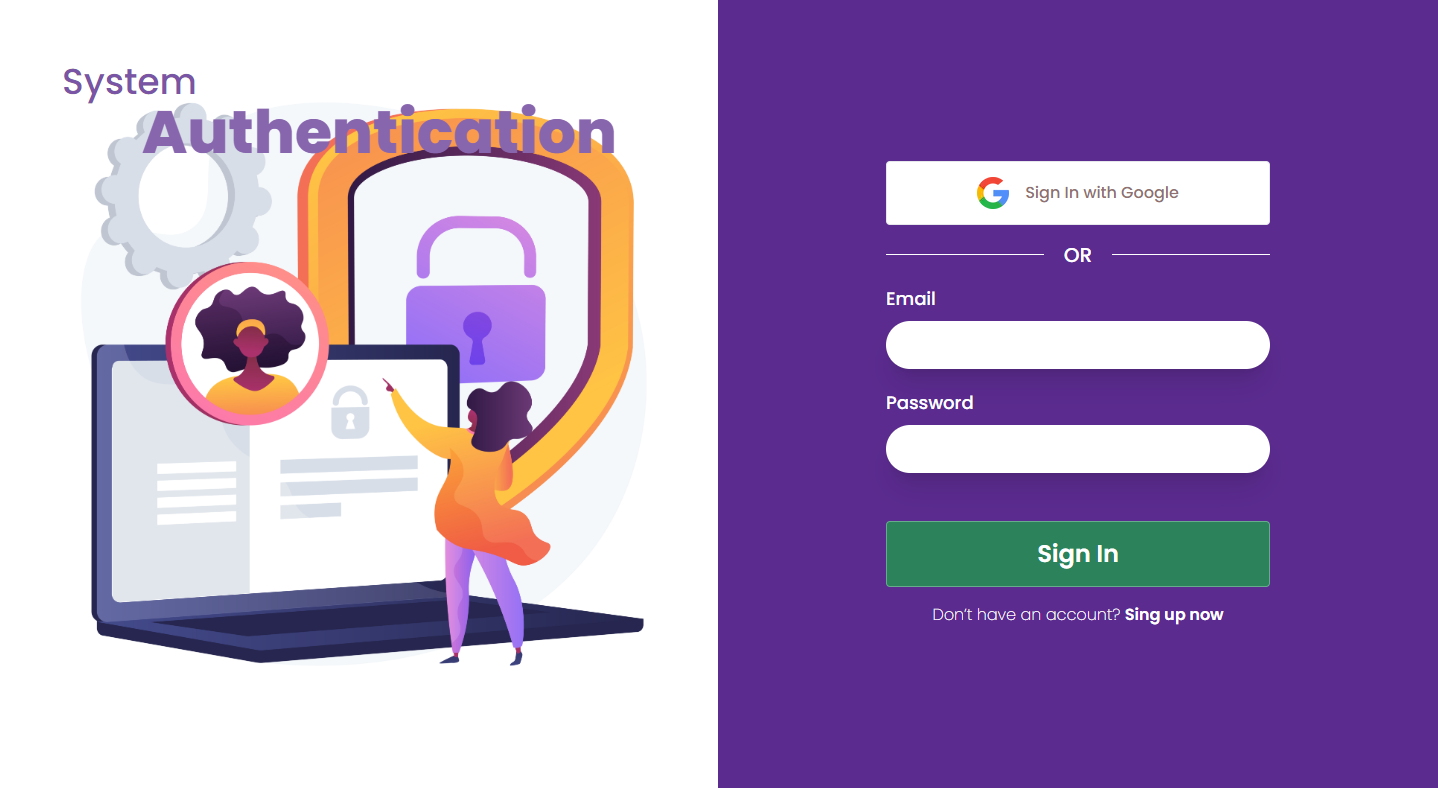 System
Authentication
Sign In with Google
OR
Email
Password
Sign In
Don't have an account? Sing up now